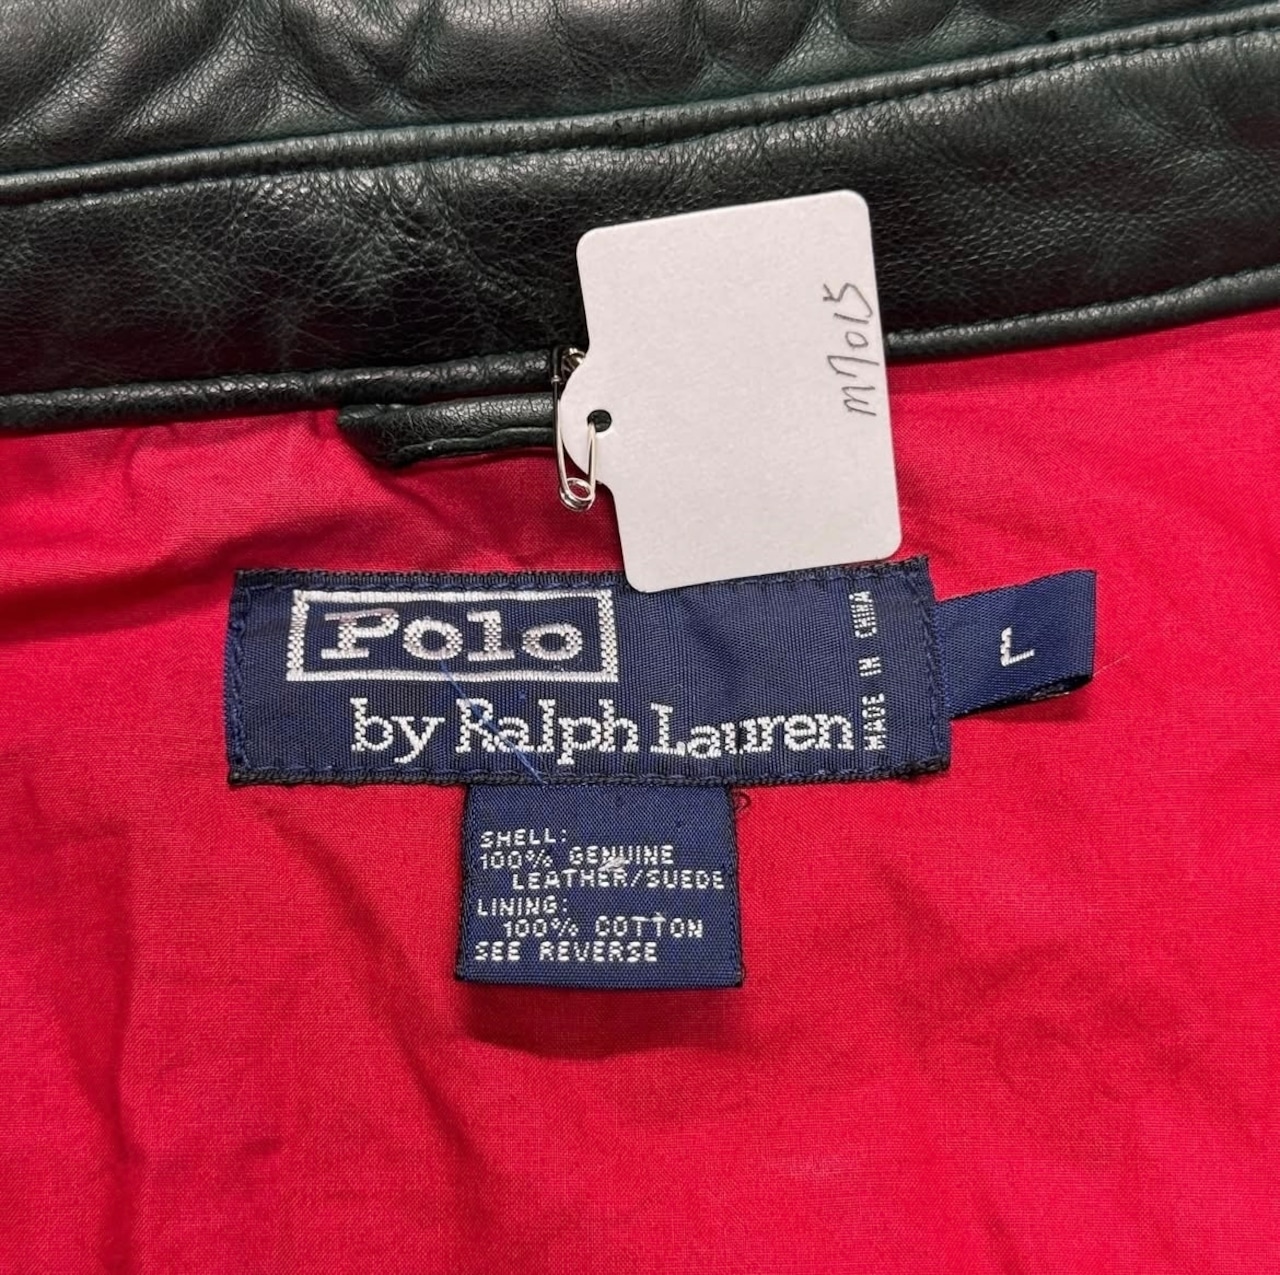 m7015
Polo
by Ralph Lauren
MADE IN CHINA
L
SHELL:
100% GENUINE
LEATHER/SUEDE
LINING:
100% COTTON
SEE REVERSE